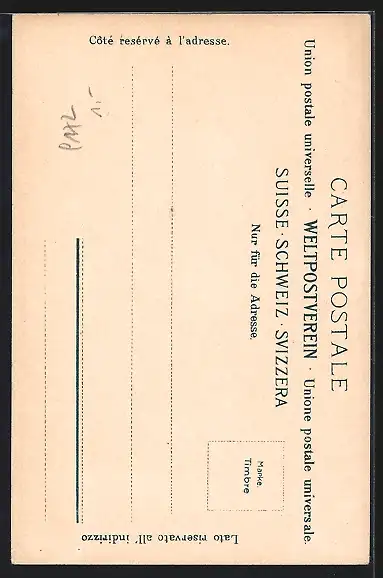 CARTE POSTALE
Union postale universelle · WELTPOSTVEREIN · Unione postale universale.
SUISSE · SCHWEIZ · SVIZZERA
Nur für die Adresse.
Côté resérvé à l'adresse.
Lato riservato all' indirizzo
Marke.
Timbre